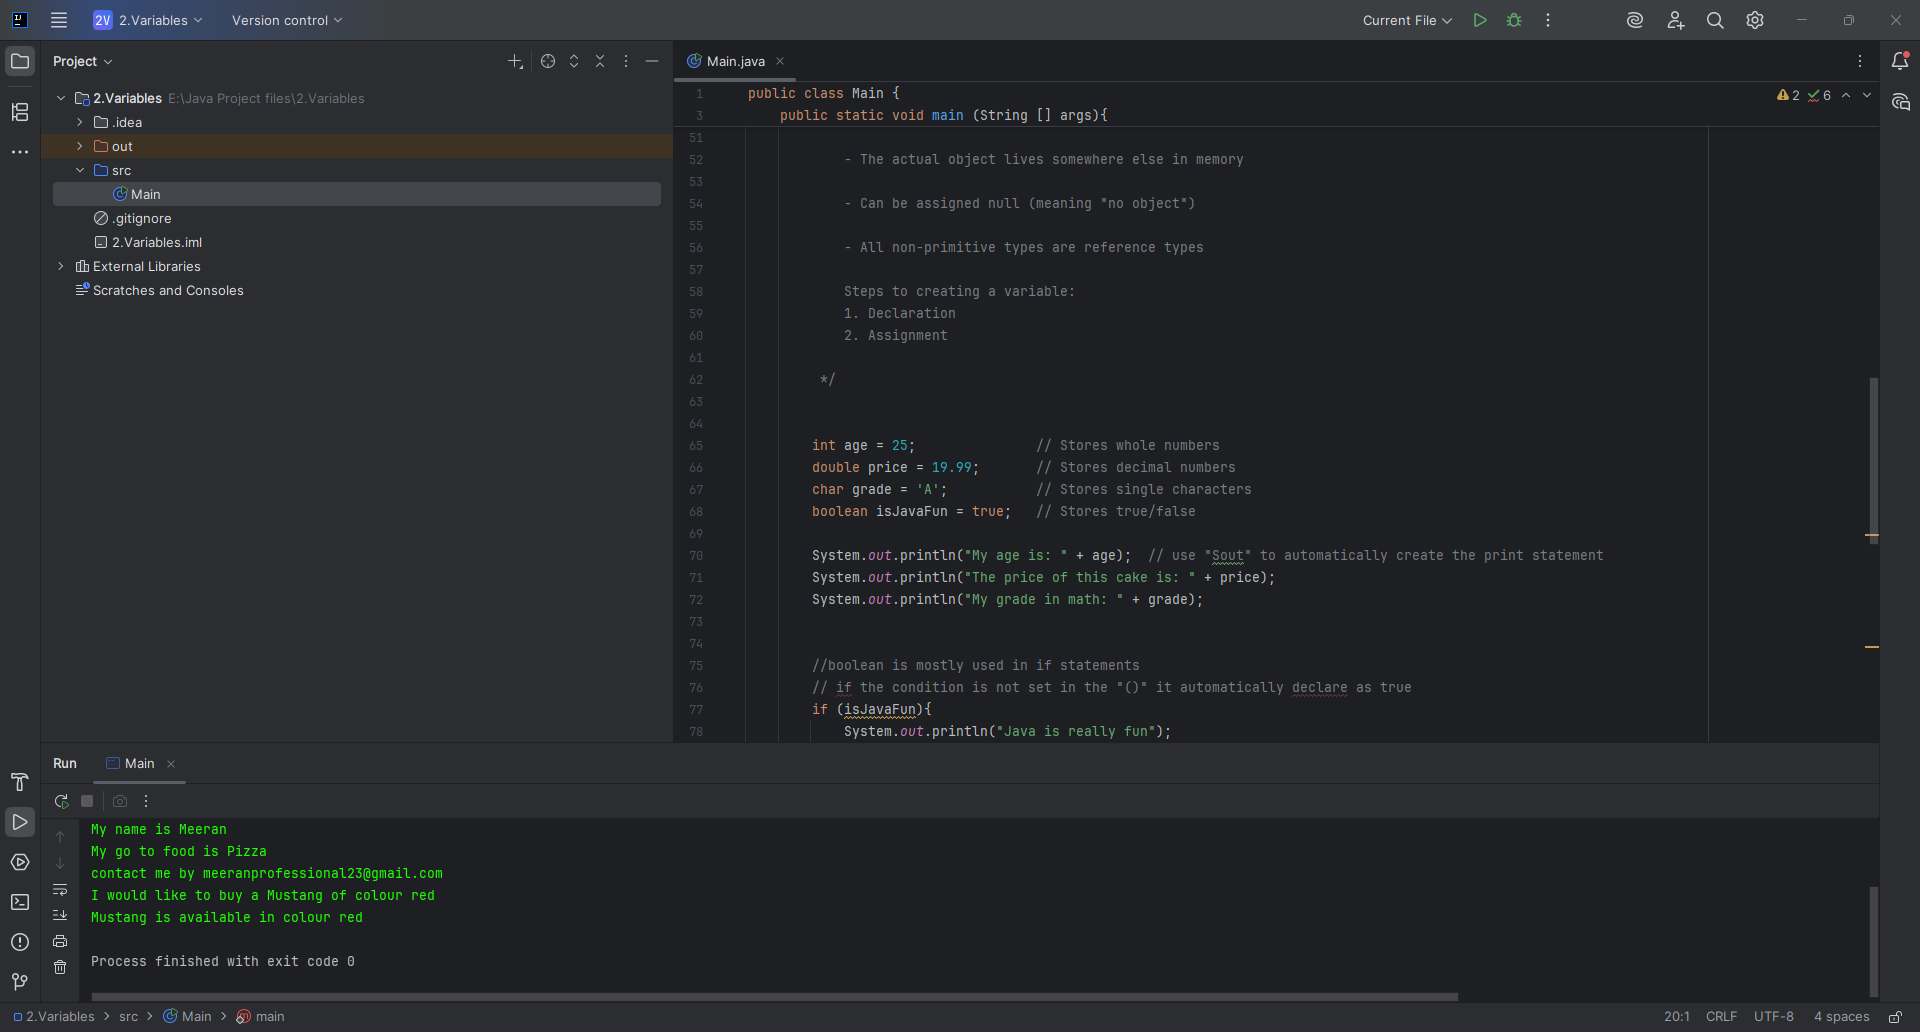 2V 2.Variables Version control Current File
Project
2.Variables E:\Java Project files\2.Variables
.idea
out
src
Main
.gitignore
2.Variables.iml
External Libraries
Scratches and Consoles
Main.java
2 6
1 public class Main {
3 public static void main (String [] args){
51
52 - The actual object lives somewhere else in memory
53
54 - Can be assigned null (meaning "no object")
55
56 - All non-primitive types are reference types
57
58 Steps to creating a variable:
59 1. Declaration
60 2. Assignment
61
62 */
63
64
65 int age = 25; // Stores whole numbers
66 double price = 19.99; // Stores decimal numbers
67 char grade = 'A'; // Stores single characters
68 boolean isJavaFun = true; // Stores true/false
69
70 System.out.println("My age is: " + age); // use "Sout" to automatically create the print statement
71 System.out.println("The price of this cake is: " + price);
72 System.out.println("My grade in math: " + grade);
73
74
75 //boolean is mostly used in if statements
76 // if the condition is not set in the "()" it automatically declare as true
77 if (isJavaFun){
78 System.out.println("Java is really fun");
Run Main
My name is Meeran
My go to food is Pizza
contact me by meeranprofessional23@gmail.com
I would like to buy a Mustang of colour red
Mustang is available in colour red
Process finished with exit code 0
2.Variables > src > Main > main 20:1 CRLF UTF-8 4 spaces